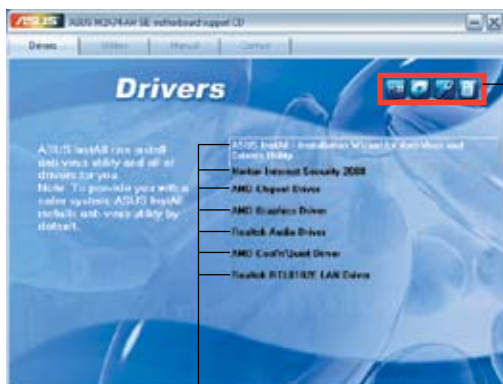 ASUS ASUS M2A74-AM SE motherboard support CD
Drivers Utilities Manual Contact
Drivers
ASUS InstAll can install
anti-virus utility and all of
drivers for you.
Note: To provide you with a
safer system, ASUS InstAll
installs anti-virus utility by
default.
ASUS InstAll - Installation Wizard for Anti-Virus and
Drivers Utility
Norton Internet Security 2008
AMD Chipset Driver
AMD Graphics Driver
Realtek Audio Driver
AMD Cool'n'Quiet Driver
Realtek RTL8102E LAN Driver